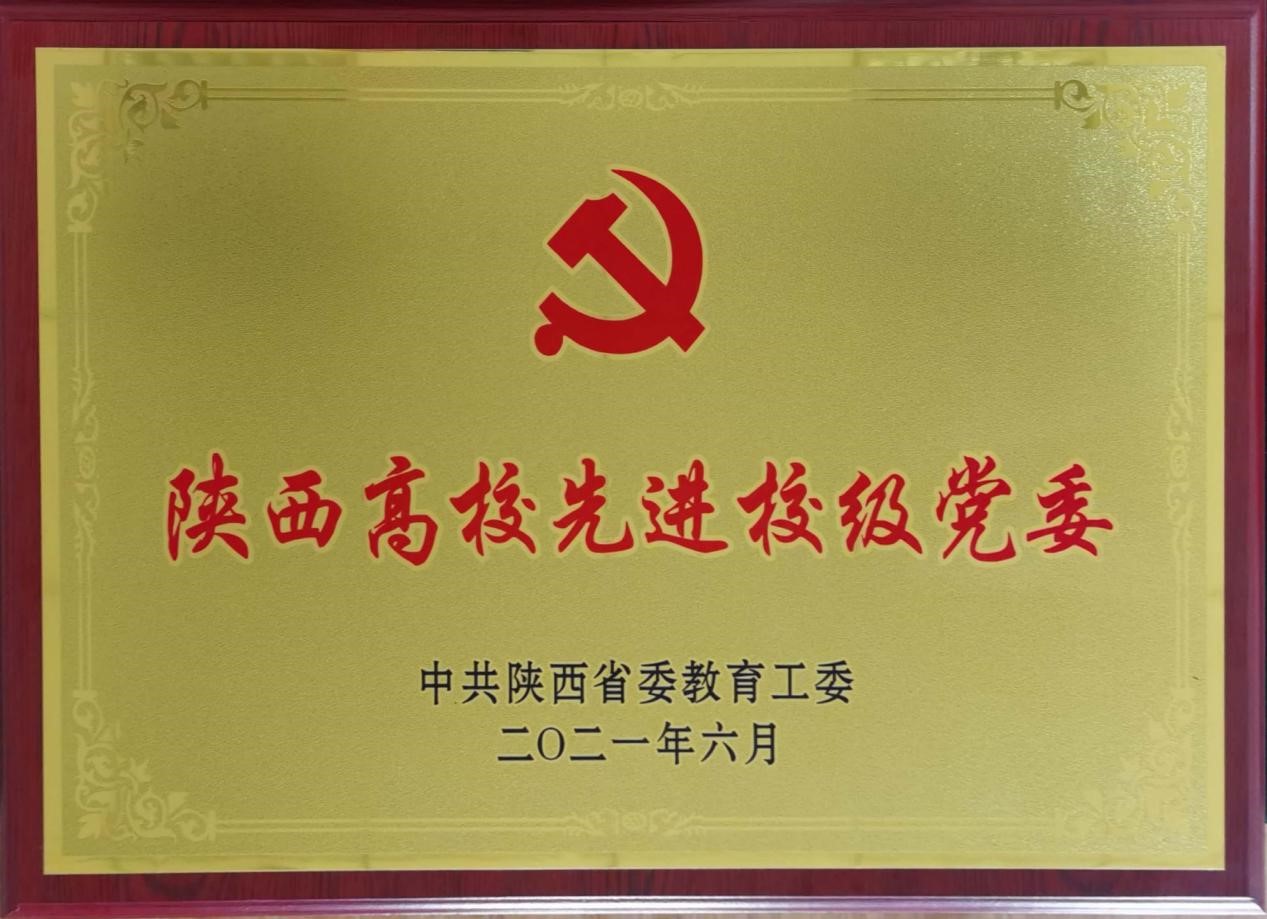 陕西高校先进校级党委
中共陕西省委教育工委
二〇二一年六月